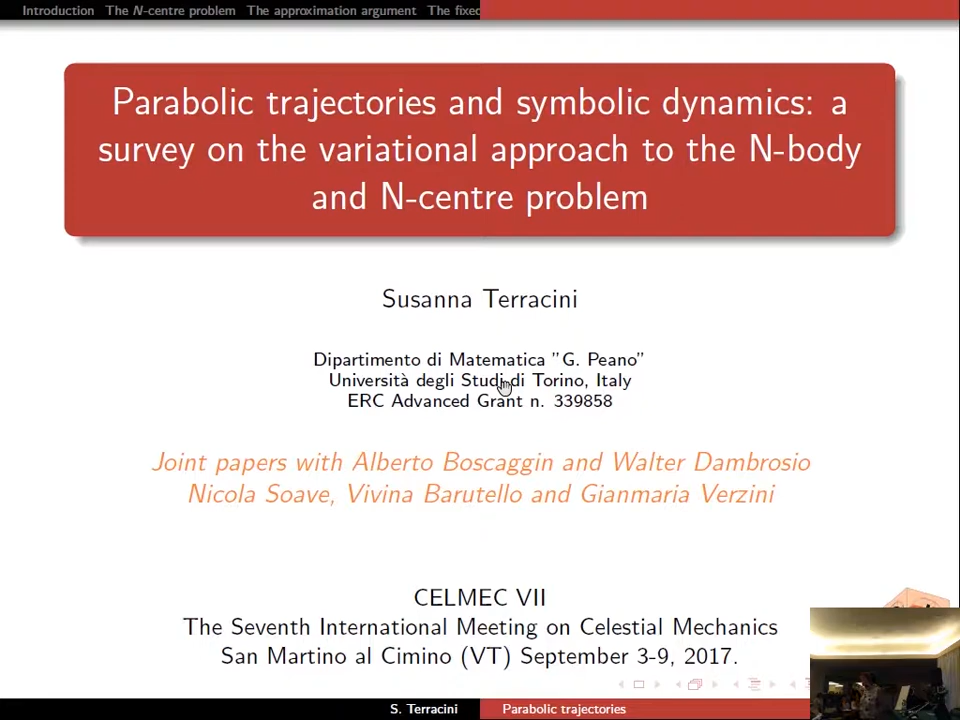 Introduction The N-centre problem The approximation argument The fixed
Parabolic trajectories and symbolic dynamics: a
survey on the variational approach to the N-body
and N-centre problem
Susanna Terracini
Dipartimento di Matematica "G. Peano"
Università degli Studi di Torino, Italy
ERC Advanced Grant n. 339858
Joint papers with Alberto Boscaggin and Walter Dambrosio
Nicola Soave, Vivina Barutello and Gianmaria Verzini
CELMEC VII
The Seventh International Meeting on Celestial Mechanics
San Martino al Cimino (VT) September 3-9, 2017.
S. Terracini Parabolic trajectories